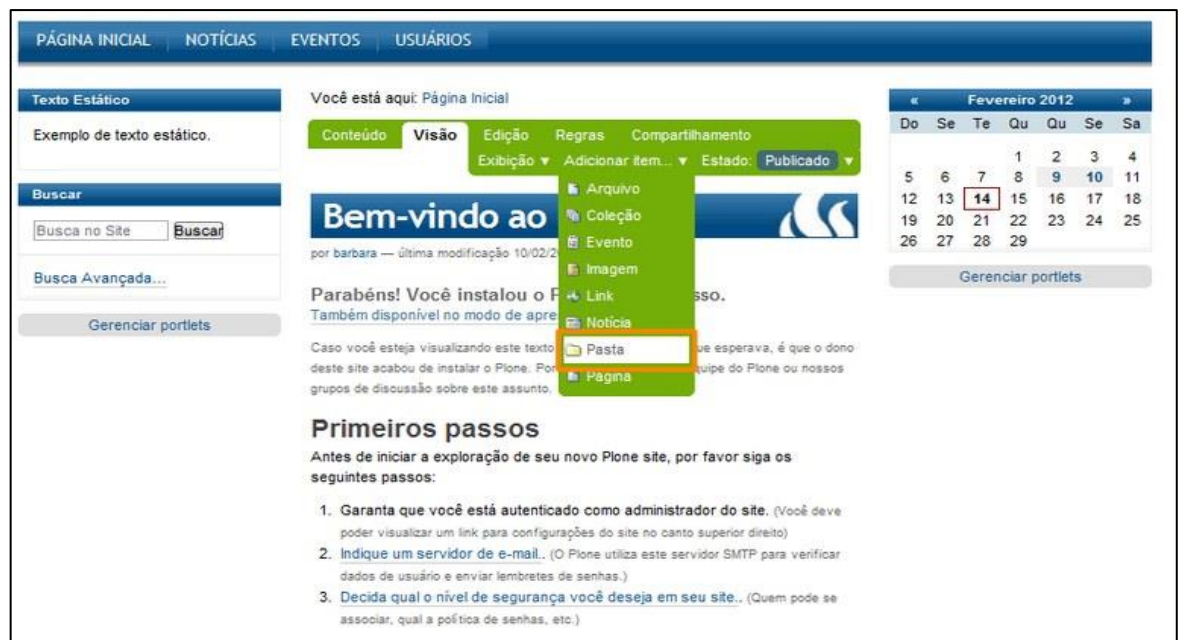 PÁGINA INICIAL NOTÍCIAS EVENTOS USUÁRIOS
Texto Estático
Exemplo de texto estático.
Buscar
Busca no Site Buscar
Busca Avançada...
Gerenciar portlets
Você está aqui: Página Inicial
Conteúdo Visão Edição Regras Compartilhamento
Exibição ▼ Adicionar item... ▼ Estado: Publicado ▼
Arquivo
Coleção
Evento
Imagem
Link
Notícia
Pasta
Página
Bem-vindo ao
por barbara — última modificação 10/02/2
Parabéns! Você instalou o sso.
Também disponível no modo de apre
Caso você esteja visualizando este texto ue esperava, é que o dono
deste site acabou de instalar o Plone. Por quipe do Plone ou nossos
grupos de discussão sobre este assunto.
Primeiros passos
Antes de iniciar a exploração de seu novo Plone site, por favor siga os
seguintes passos:
1. Garanta que você está autenticado como administrador do site. (Você deve
poder visualizar um link para configurações do site no canto superior direito)
2. Indique um servidor de e-mail.. (O Plone utiliza este servidor SMTP para verificar
dados de usuário e enviar lembretes de senhas.)
3. Decida qual o nível de segurança você deseja em seu site.. (Quem pode se
associar, qual a política de senhas, etc.)
« Fevereiro 2012 »
Do Se Te Qu Qu Se Sa
1 2 3 4
5 6 7 8 9 10 11
12 13 14 15 16 17 18
19 20 21 22 23 24 25
26 27 28 29
Gerenciar portlets